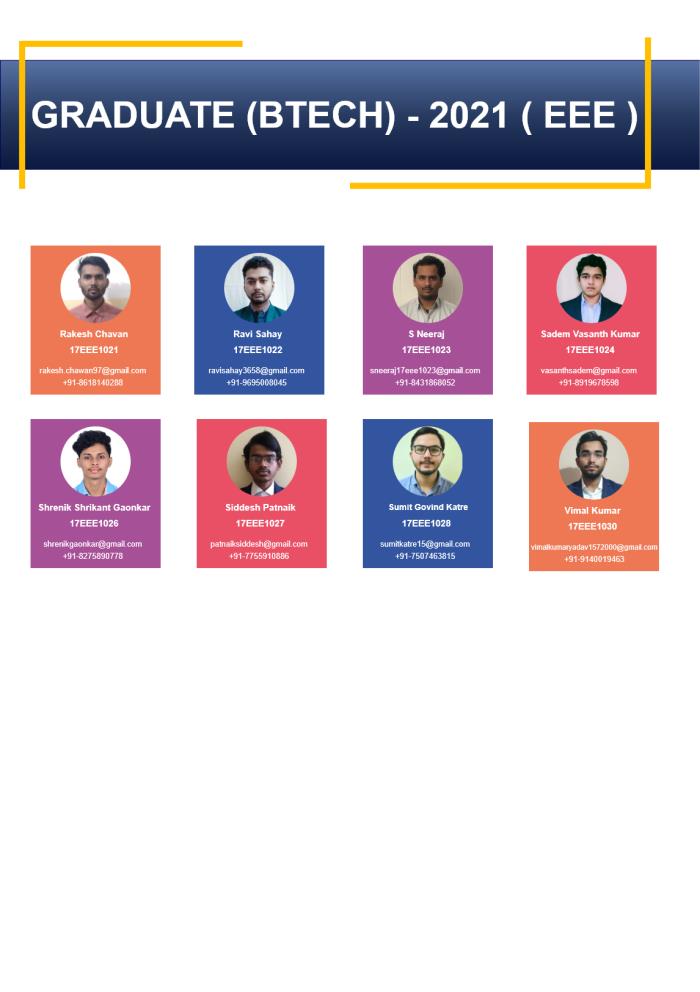 GRADUATE (BTECH) - 2021 ( EEE )
Rakesh Chavan
17EEE1021
rakesh.chawan97@gmail.com
+91-8618140288
Ravi Sahay
17EEE1022
ravisahay3658@gmail.com
+91-9695008045
S Neeraj
17EEE1023
sneeraj17eee1023@gmail.com
+91-8431868052
Sadem Vasanth Kumar
17EEE1024
vasanthsadem@gmail.com
+91-8919678598
Shrenik Shrikant Gaonkar
17EEE1026
shrenikgaonkar@gmail.com
+91-8275890778
Siddesh Patnaik
17EEE1027
patnaiksiddesh@gmail.com
+91-7755910886
Sumit Govind Katre
17EEE1028
sumitkatre15@gmail.com
+91-7507463815
Vimal Kumar
17EEE1030
vimalkumaryadav1572000@gmail.com
+91-9140019463